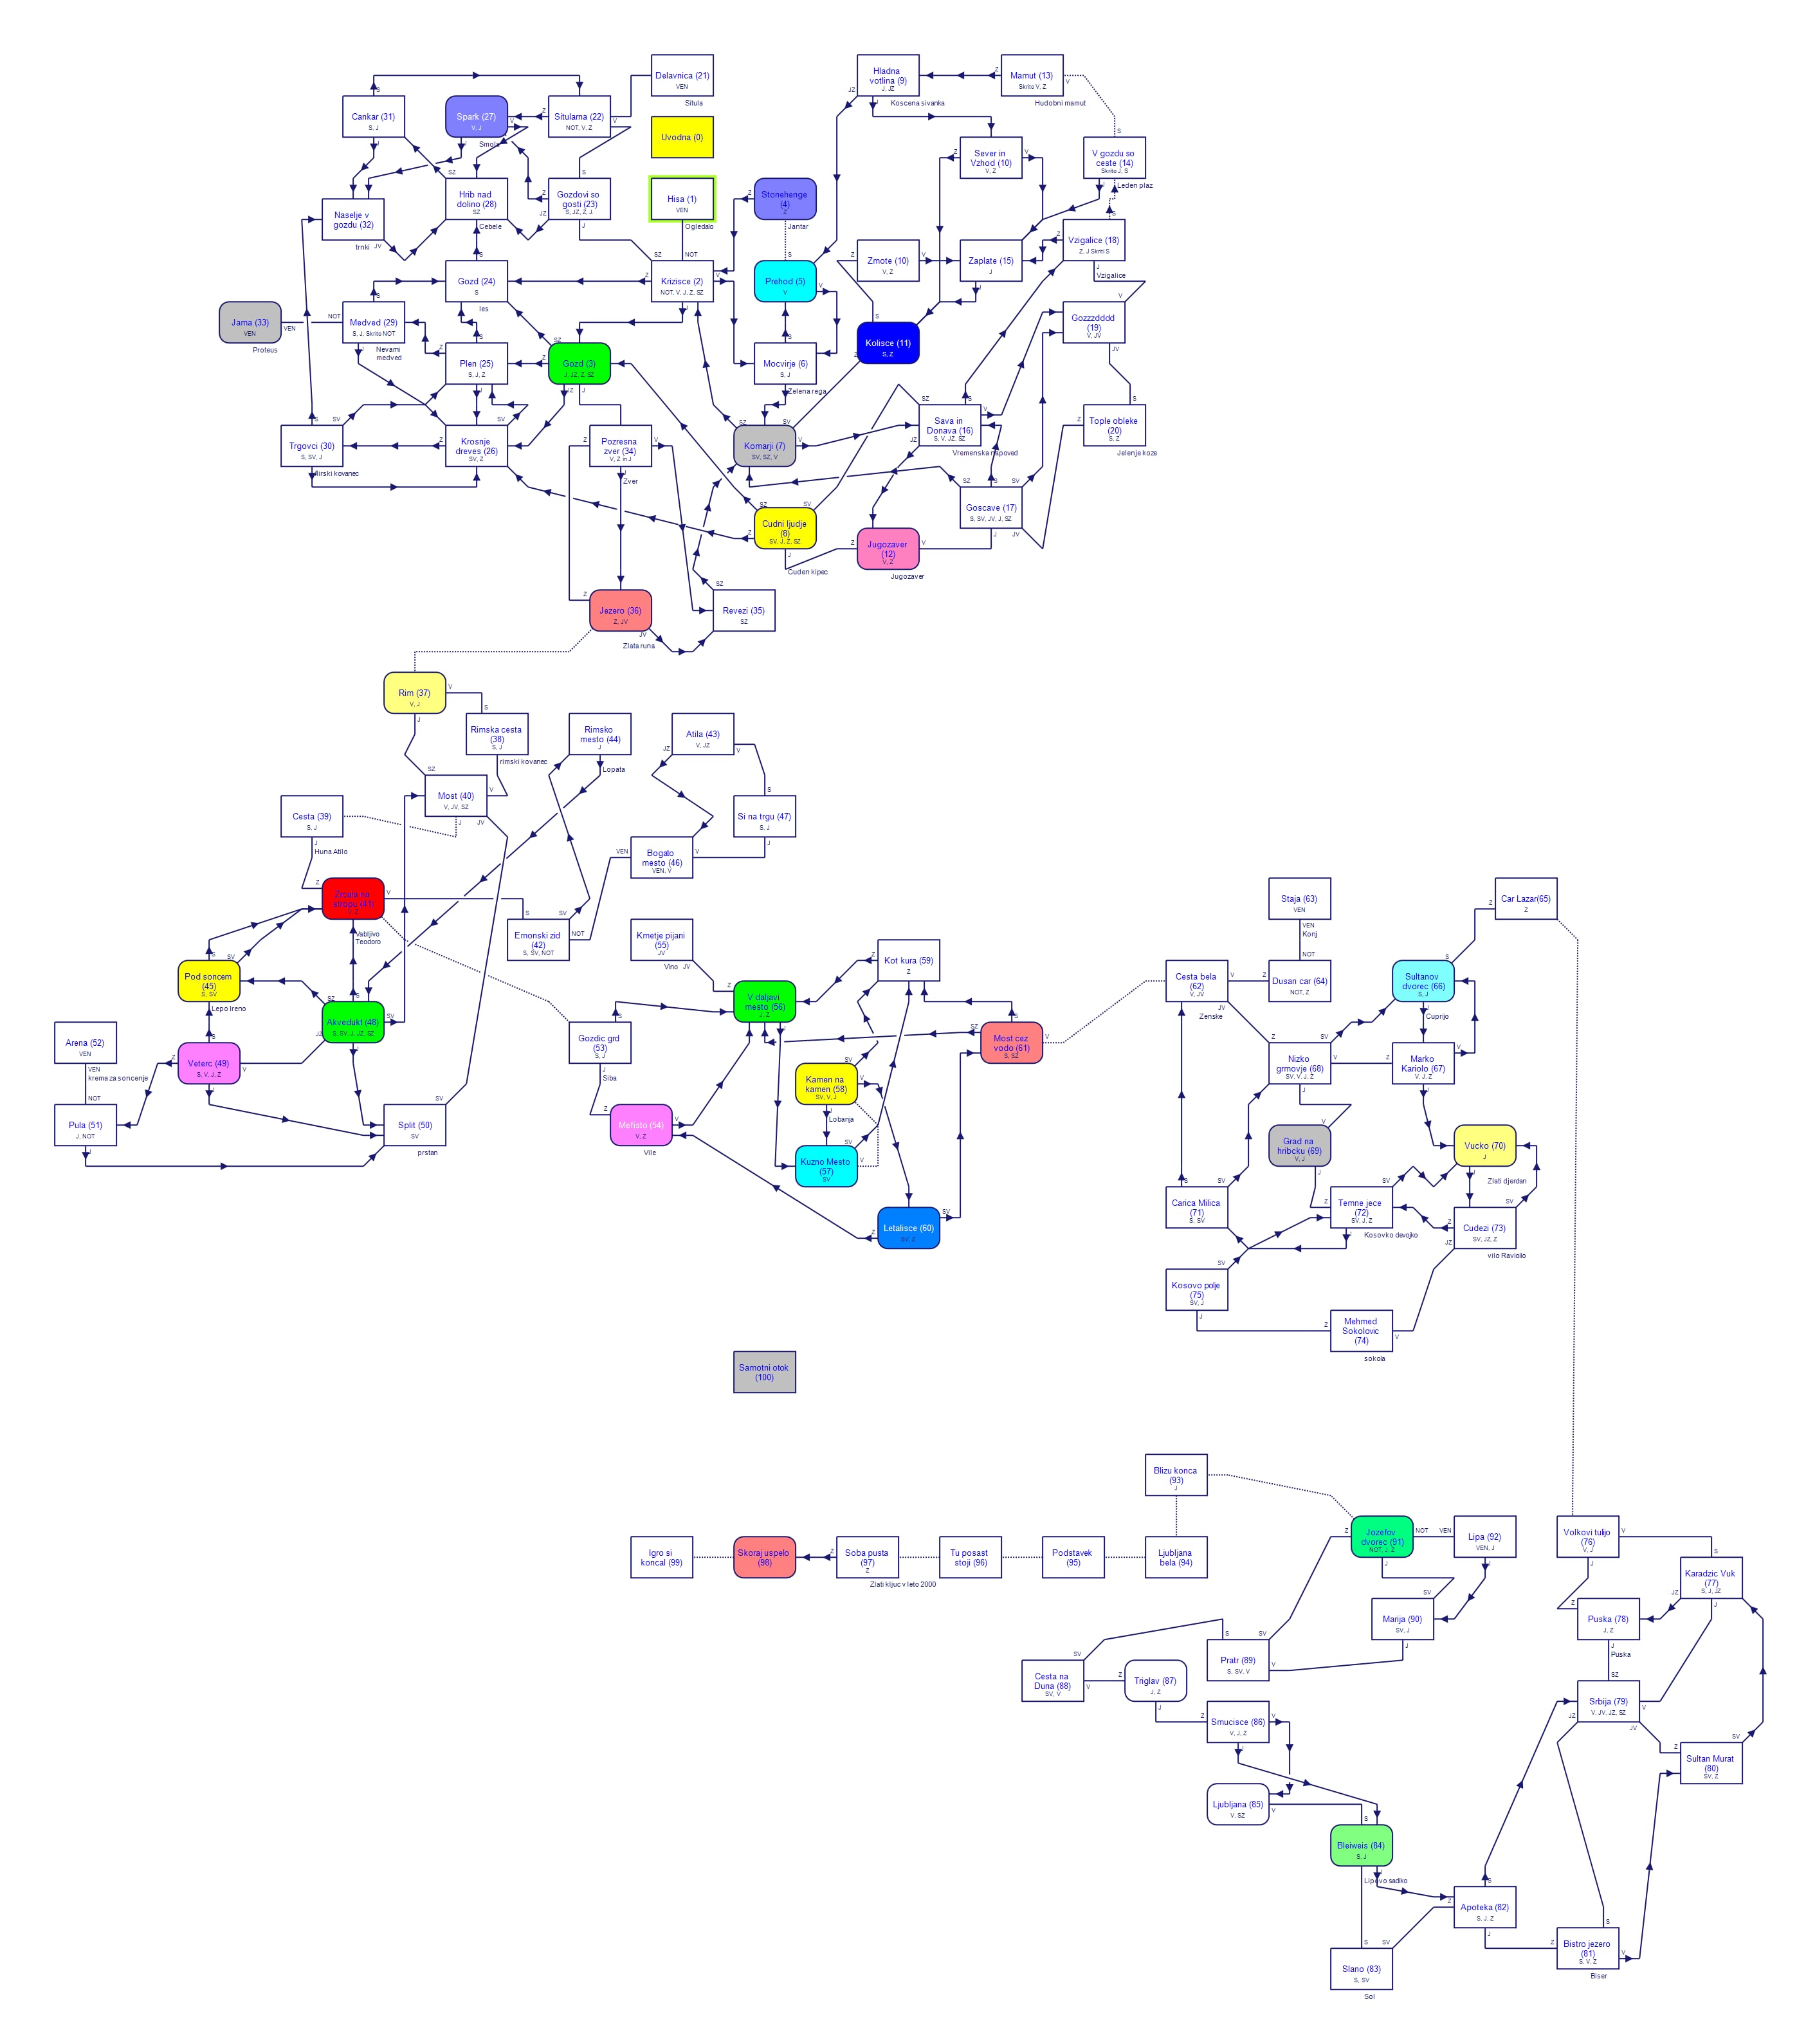 Delavnica (21)
VEN
Situla
Hladna
votlina (9)
J, JZ
Koscena sivanka
Mamut (13)
Skrito V, Z
Hudobni mamut
Cankar (31)
S, J
Spark (27)
V, J
Smola
Situlama (22)
NOT, V, Z
Uvodna (0)
Sever in
Vzhod (10)
V, Z
V gozdu so
ceste (14)
Skrito J, S
Leden plaz
Naselje v
gozdu (32)
trnki
Hrib nad
dolino (28)
SZ
Cebele
Gozdovi so
gosti (23)
S, JZ, Z, J.
Hisa (1)
VEN
Ogledalo
Stonehenge
(4)
Z
Jantar
Vzigalice (18)
Z, J Skriti S
Vzigalice
Gozd (24)
S
les
Krizisce (2)
NOT, V, J, Z, SZ
Prehod (5)
V
Zmote (10)
V, Z
Zaplate (15)
J
Jama (33)
VEN
Proteus
Medved (29)
S, J, Skrito NOT
Nevarni
medved
Gozzzdddd
(19)
V, JV
Plen (25)
S, J, Z
Gozd (3)
J, JZ, Z, SZ
Mocvirje (6)
S, J
Zelena rega
Kolisce (11)
S, Z
Trgovci (30)
S, SV, J
Ilirski kovanec
Krosnje
dreves (26)
SV, Z
Pozresna
zver (34)
V, Z in J
Zver
Komarji (7)
SV, SZ, V
Sava in
Donava (16)
S, V, JZ, SZ
Vremenska napoved
Tople obleke
(20)
S, Z
Jelenje koze
Goscave (17)
S, SV, JV, J, SZ
Cudni ljudje
(8)
SV, J, Z, SZ
Cuden kipec
Jugozaver
(12)
V, Z
Jugozaver
Jezero (36)
Z, JV
Zlata runa
Revezi (35)
SZ
Rim (37)
V, J
Rimska cesta
(38)
S, J
rimski kovanec
Rimsko
mesto (44)
J
Lopata
Atila (43)
V, JZ
Most (40)
V, JV, SZ
Cesta (39)
S, J
Huna Atilo
Si na trgu (47)
S, J
Bogato
mesto (46)
VEN, V
Zivala na
stropu (41)
V, Z
Vabljivo
Teodoro
Emonski zid
(42)
S, SV, NOT
Kmetje pijani
(55)
JV
Vino
Kot kura (59)
Z
Staja (63)
VEN
Konj
Car Lazar(65)
Z
Pod soncem
(45)
S, SV
Lepo Ireno
Akvedukt (48)
S, SV, J, JZ, SZ
V daljavi
mesto (56)
J, Z
Cesta bela
(62)
V, JV
Zenske
Dusan car (64)
NOT, Z
Sultanov
dvorec (66)
S, J
Cuprijo
Arena (52)
VEN
krema za soncenje
Veterc (49)
S, V, J, Z
Gozdic grd
(53)
S, J
Siba
Most cez
vodo (61)
S, SZ
Nizko
grmovje (68)
SV, V, J, Z
Marko
Kariolo (67)
V, J, Z
Kamen na
kamen (58)
SV, V, J
Lobanja
Pula (51)
J, NOT
Split (50)
SV
prstan
Mefisto (54)
V, Z
Vile
Kuzno Mesto
(57)
SV
Grad na
hribcku (69)
V, J
Vucko (70)
J
Zlati djerdan
Letalisce (60)
SV, Z
Carica Milica
(71)
S, SV
Temne jece
(72)
SV, J, Z
Kosovko devojko
Cudezi (73)
SV, JZ, Z
vilo Raviojlo
Kosovo polje
(75)
SV, J
Mehmed
Sokolovic
(74)
sokola
Samotni otok
(100)
Blizu konca
(93)
J
Igro si
koncal (99)
Skoraj uspelo
(98)
Soba pusta
(97)
Z
Zlati kljuc v leto 2000
Tu posast
stoji (96)
Podstavek
(95)
Ljubljana
bela (94)
Jozefov
dvorec (91)
NOT, J, Z
Lipa (92)
VEN, J
Volkovi tulijo
(76)
V, J
Karadzic Vuk
(77)
S, J, JZ
Marija (90)
SV, J
Puska (78)
J, Z
Puska
Pratr (89)
S, SV, V
Cesta na
Duna (88)
SV, V
Triglav (87)
J, Z
Srbija (79)
V, JV, JZ, SZ
Smucisce (86)
V, J, Z
Sultan Murat
(80)
SV, Z
Ljubljana (85)
V, SZ
Bleiweis (84)
S, J
Lipovo sadiko
Apoteka (82)
S, J, Z
Bistro jezero
(81)
S, V, Z
Biser
Slano (83)
S, SV
Sol